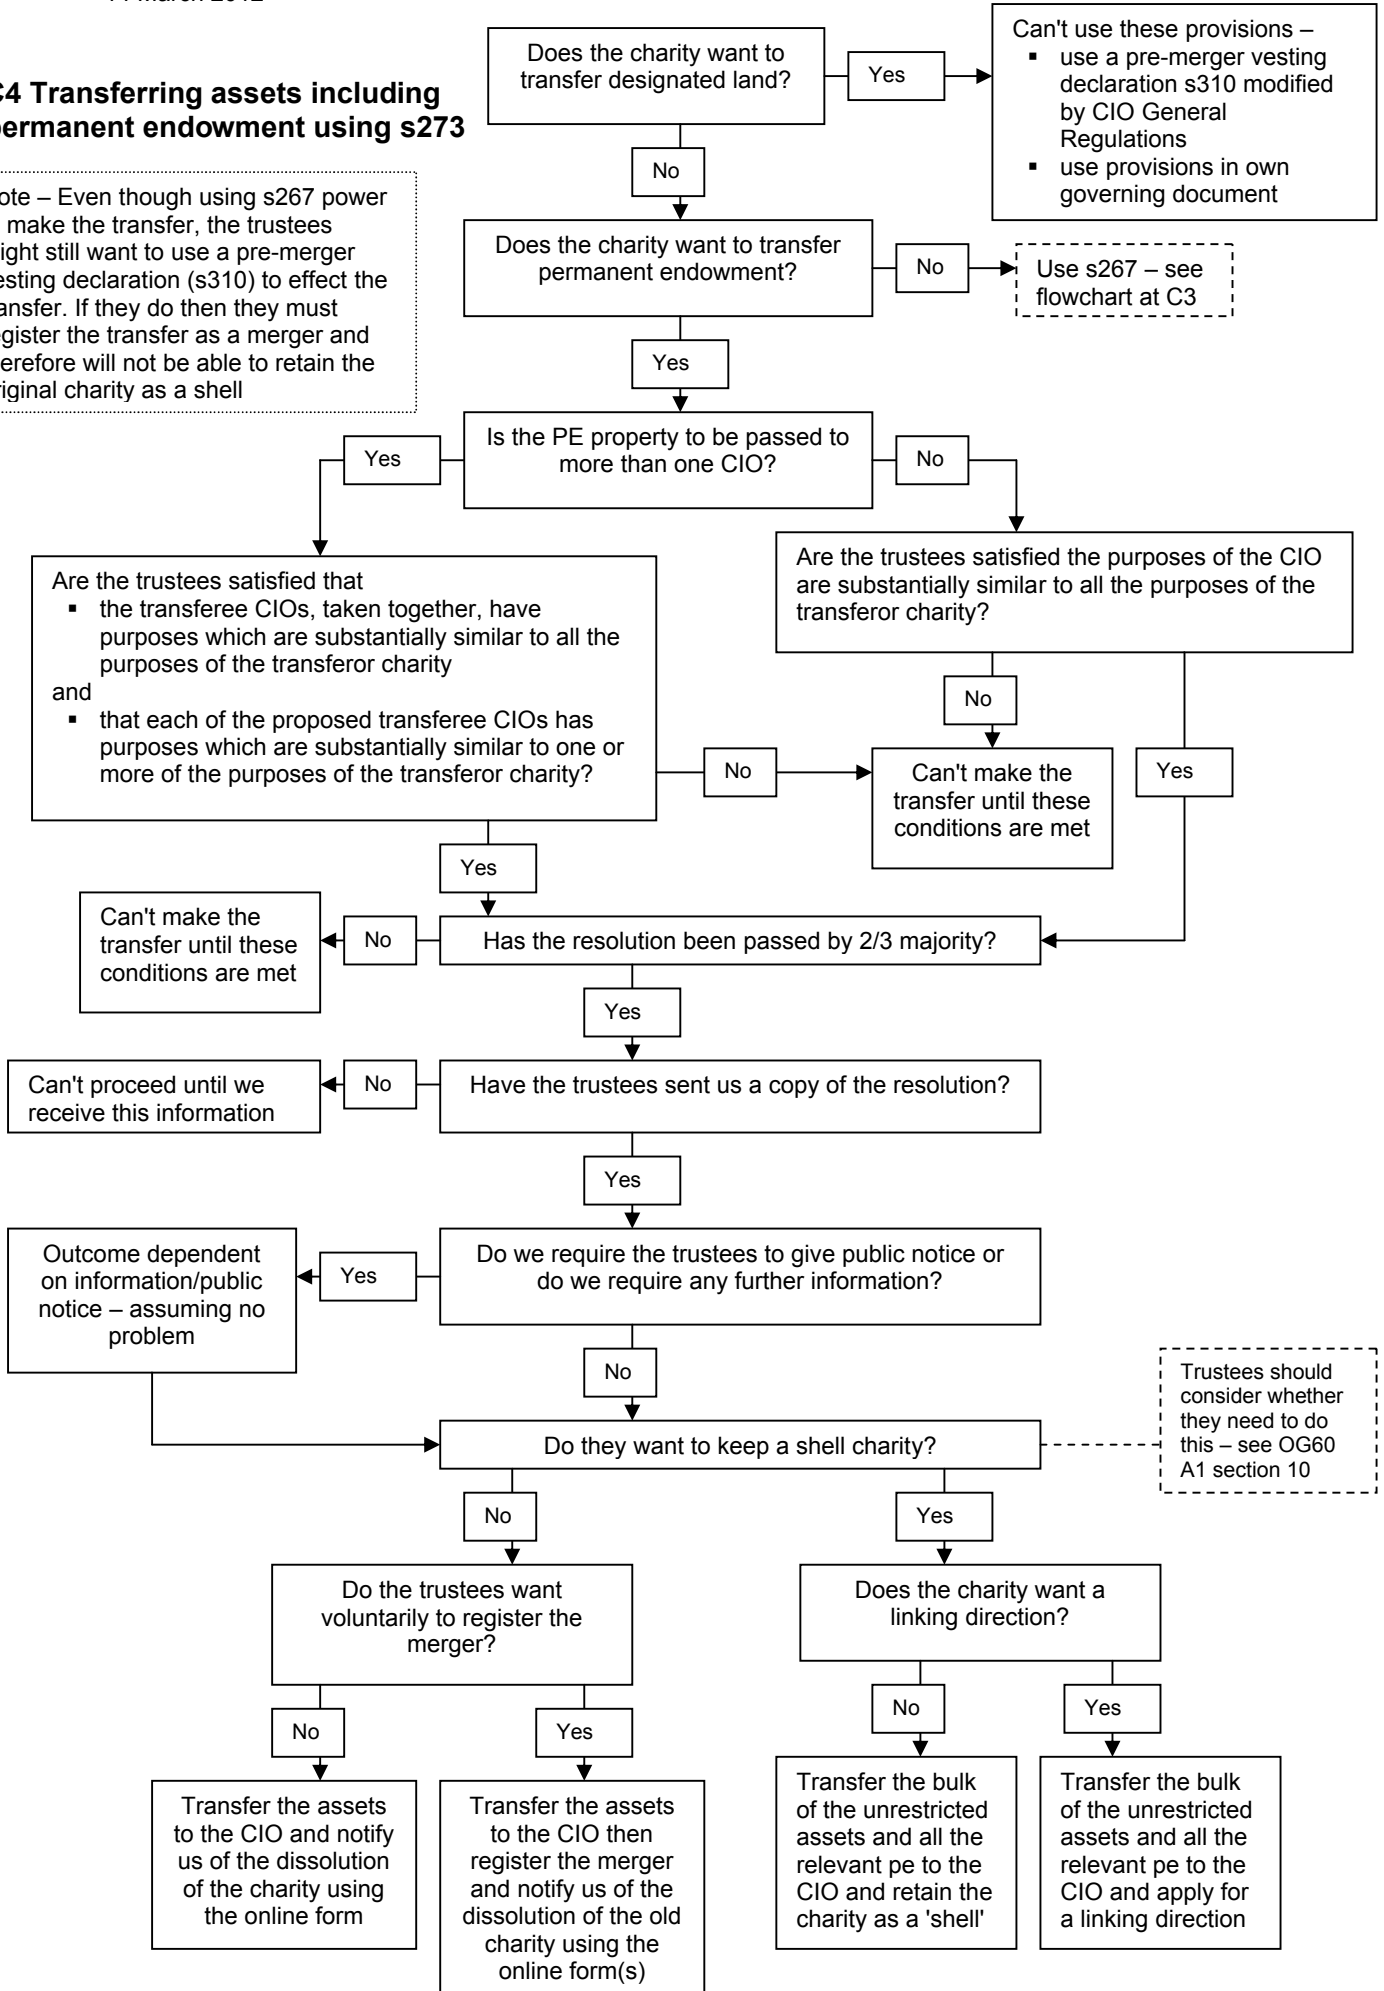 2012
Does the charity want to
transfer designated land?
Yes
Can't use these provisions –
▪ use a pre-merger vesting
declaration s310 modified
by CIO General
Regulations
▪ use provisions in own
governing document
C4 Transferring assets including
permanent endowment using s273
No
ote – Even though using s267 power
make the transfer, the trustees
ight still want to use a pre-merger
esting declaration (s310) to effect the
ansfer. If they do then they must
egister the transfer as a merger and
erefore will not be able to retain the
riginal charity as a shell
Does the charity want to transfer
permanent endowment?
No
Use s267 – see
flowchart at C3
Yes
Is the PE property to be passed to
more than one CIO?
Yes
No
Are the trustees satisfied that
▪ the transferee CIOs, taken together, have
purposes which are substantially similar to all the
purposes of the transferor charity
and
▪ that each of the proposed transferee CIOs has
purposes which are substantially similar to one or
more of the purposes of the transferor charity?
Are the trustees satisfied the purposes of the CIO
are substantially similar to all the purposes of the
transferor charity?
No
No
Can't make the
transfer until these
conditions are met
Yes
Yes
Can't make the
transfer until these
conditions are met
No
Has the resolution been passed by 2/3 majority?
Yes
Can't proceed until we
receive this information
No
Have the trustees sent us a copy of the resolution?
Yes
Outcome dependent
on information/public
notice – assuming no
problem
Yes
Do we require the trustees to give public notice or
do we require any further information?
No
Do they want to keep a shell charity?
Trustees should
consider whether
they need to do
this – see OG60
A1 section 10
No
Yes
Do the trustees want
voluntarily to register the
merger?
Does the charity want a
linking direction?
No
Yes
No
Yes
Transfer the assets
to the CIO and notify
us of the dissolution
of the charity using
the online form
Transfer the assets
to the CIO then
register the merger
and notify us of the
dissolution of the old
charity using the
online form(s)
Transfer the bulk
of the unrestricted
assets and all the
relevant pe to the
CIO and retain the
charity as a 'shell'
Transfer the bulk
of the unrestricted
assets and all the
relevant pe to the
CIO and apply for
a linking direction